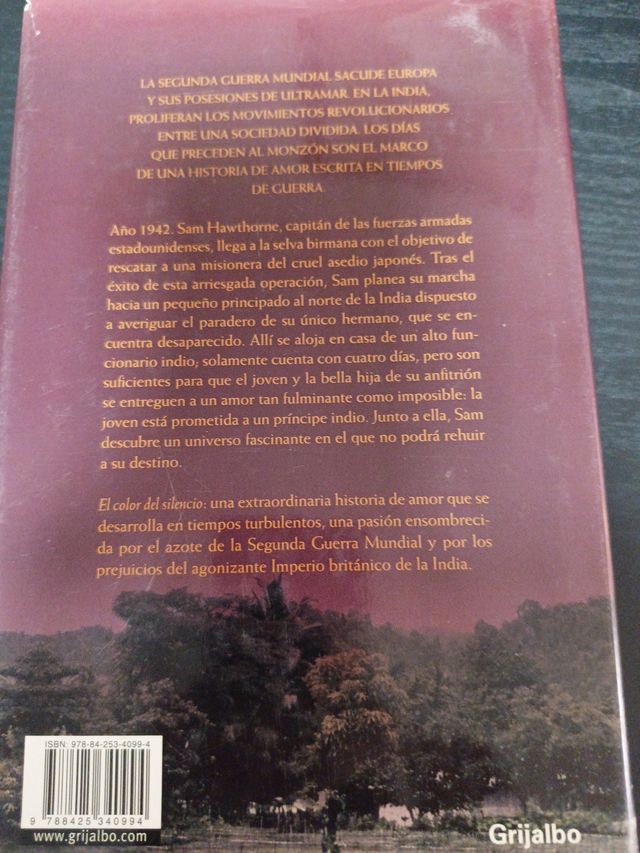 LA SEGUNDA GUERRA MUNDIAL SACUDE EUROPA
Y SUS POSESIONES DE ULTRAMAR. EN LA INDIA,
PROLIFERAN LOS MOVIMIENTOS REVOLUCIONARIOS
ENTRE UNA SOCIEDAD DIVIDIDA. LOS DÍAS
QUE PRECEDEN AL MONZÓN SON EL MARCO
DE UNA HISTORIA DE AMOR ESCRITA EN TIEMPOS
DE GUERRA.
Año 1942. Sam Hawthorne, capitán de las fuerzas armadas
estadounidenses, llega a la selva birmana con el objetivo de
rescatar a una misionera del cruel asedio japonés. Tras el
éxito de esta arriesgada operación, Sam planea su marcha
hacia un pequeño principado al norte de la India dispuesto
a averiguar el paradero de su único hermano, que se en-
cuentra desaparecido. Allí se aloja en casa de un alto fun-
cionario indio; solamente cuenta con cuatro días, pero son
suficientes para que el joven y la bella hija de su anfitrión
se entreguen a un amor tan fulminante como imposible: la
joven está prometida a un príncipe indio. Junto a ella, Sam
descubre un universo fascinante en el que no podrá rehuir
a su destino.
El color del silencio: una extraordinaria historia de amor que se
desarrolla en tiempos turbulentos, una pasión ensombreci-
da por el azote de la Segunda Guerra Mundial y por los
prejuicios del agonizante Imperio británico de la India.
ISBN: 978-84-253-4099-4
9 788425 340994
www.grijalbo.com
Grijalbo